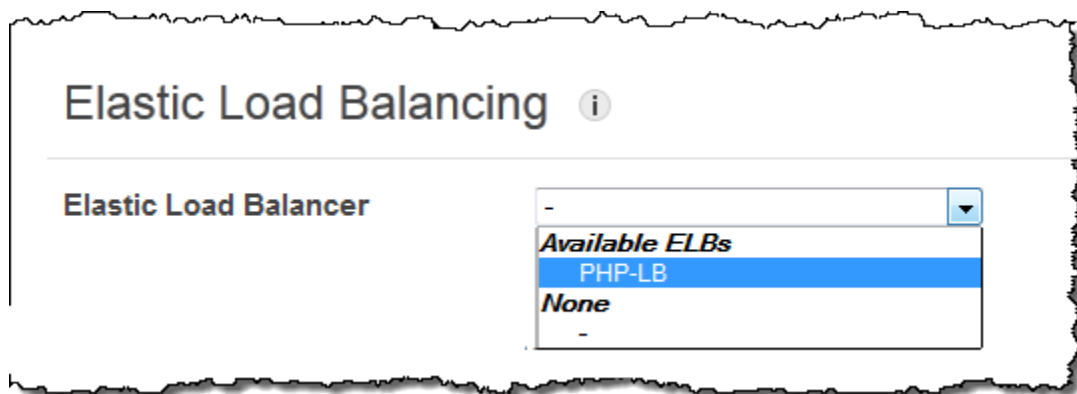 Elastic Load Balancing i
Elastic Load Balancer -
Available ELBs
PHP-LB
None
-